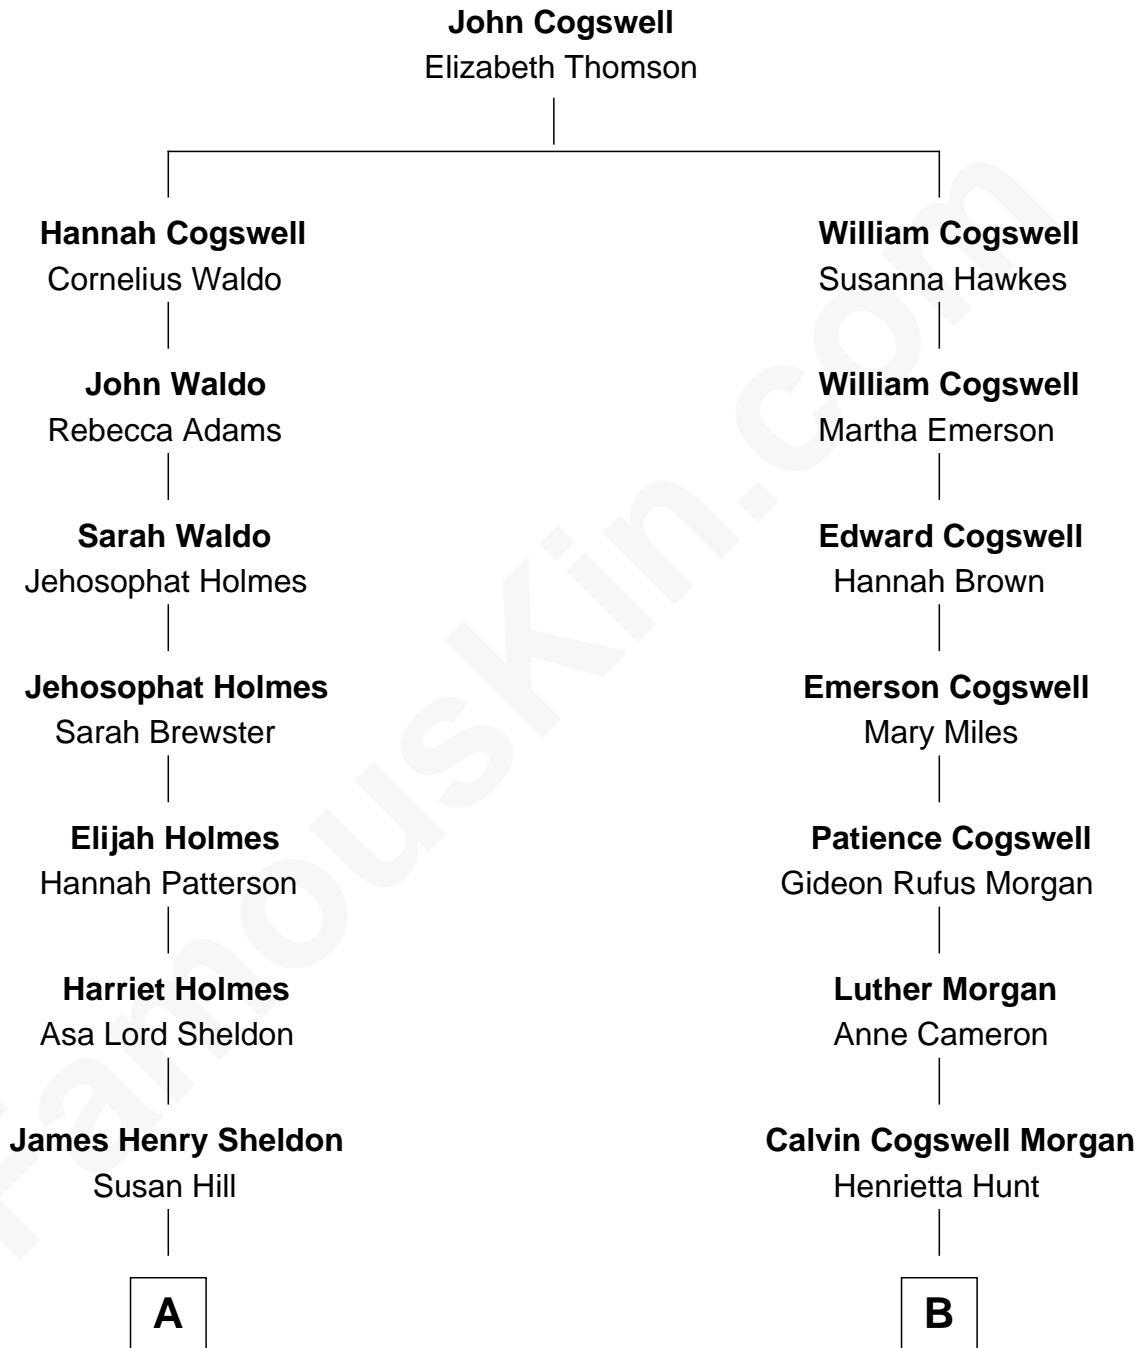 John Cogswell
Elizabeth Thomson
Hannah Cogswell
Cornelius Waldo
William Cogswell
Susanna Hawkes
John Waldo
Rebecca Adams
William Cogswell
Martha Emerson
Sarah Waldo
Jehosophat Holmes
Edward Cogswell
Hannah Brown
Jehosophat Holmes
Sarah Brewster
Emerson Cogswell
Mary Miles
Elijah Holmes
Hannah Patterson
Patience Cogswell
Gideon Rufus Morgan
Harriet Holmes
Asa Lord Sheldon
Luther Morgan
Anne Cameron
James Henry Sheldon
Susan Hill
Calvin Cogswell Morgan
Henrietta Hunt
A
B
FamousKin.com